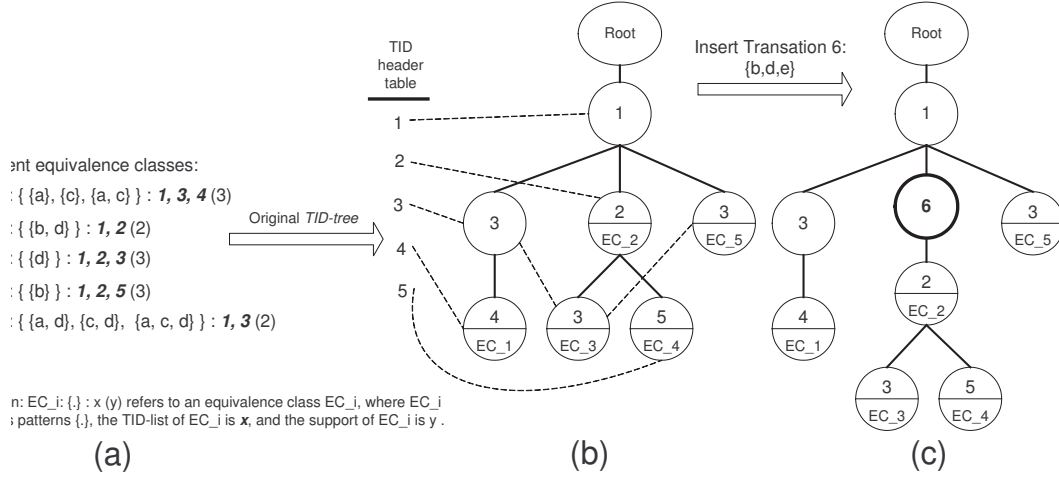 TID
header
table
1
2
3
4
5
Root
1
3
2
EC_2
3
EC_5
4
EC_1
3
EC_3
5
EC_4
Insert Transation 6:
{b,d,e}
Root
1
3
6
3
EC_5
2
EC_2
4
EC_1
3
EC_3
5
EC_4
ent equivalence classes:
: { {a}, {c}, {a, c} } : 1, 3, 4 (3)
: { {b, d} } : 1, 2 (2)
: { {d} } : 1, 2, 3 (3)
: { {b} } : 1, 2, 5 (3)
: { {a, d}, {c, d}, {a, c, d} } : 1, 3 (2)
Original TID-tree
n: EC_i: {.} : x (y) refers to an equivalence class EC_i, where EC_i
s patterns {.}, the TID-list of EC_i is x, and the support of EC_i is y .
(a)
(b)
(c)